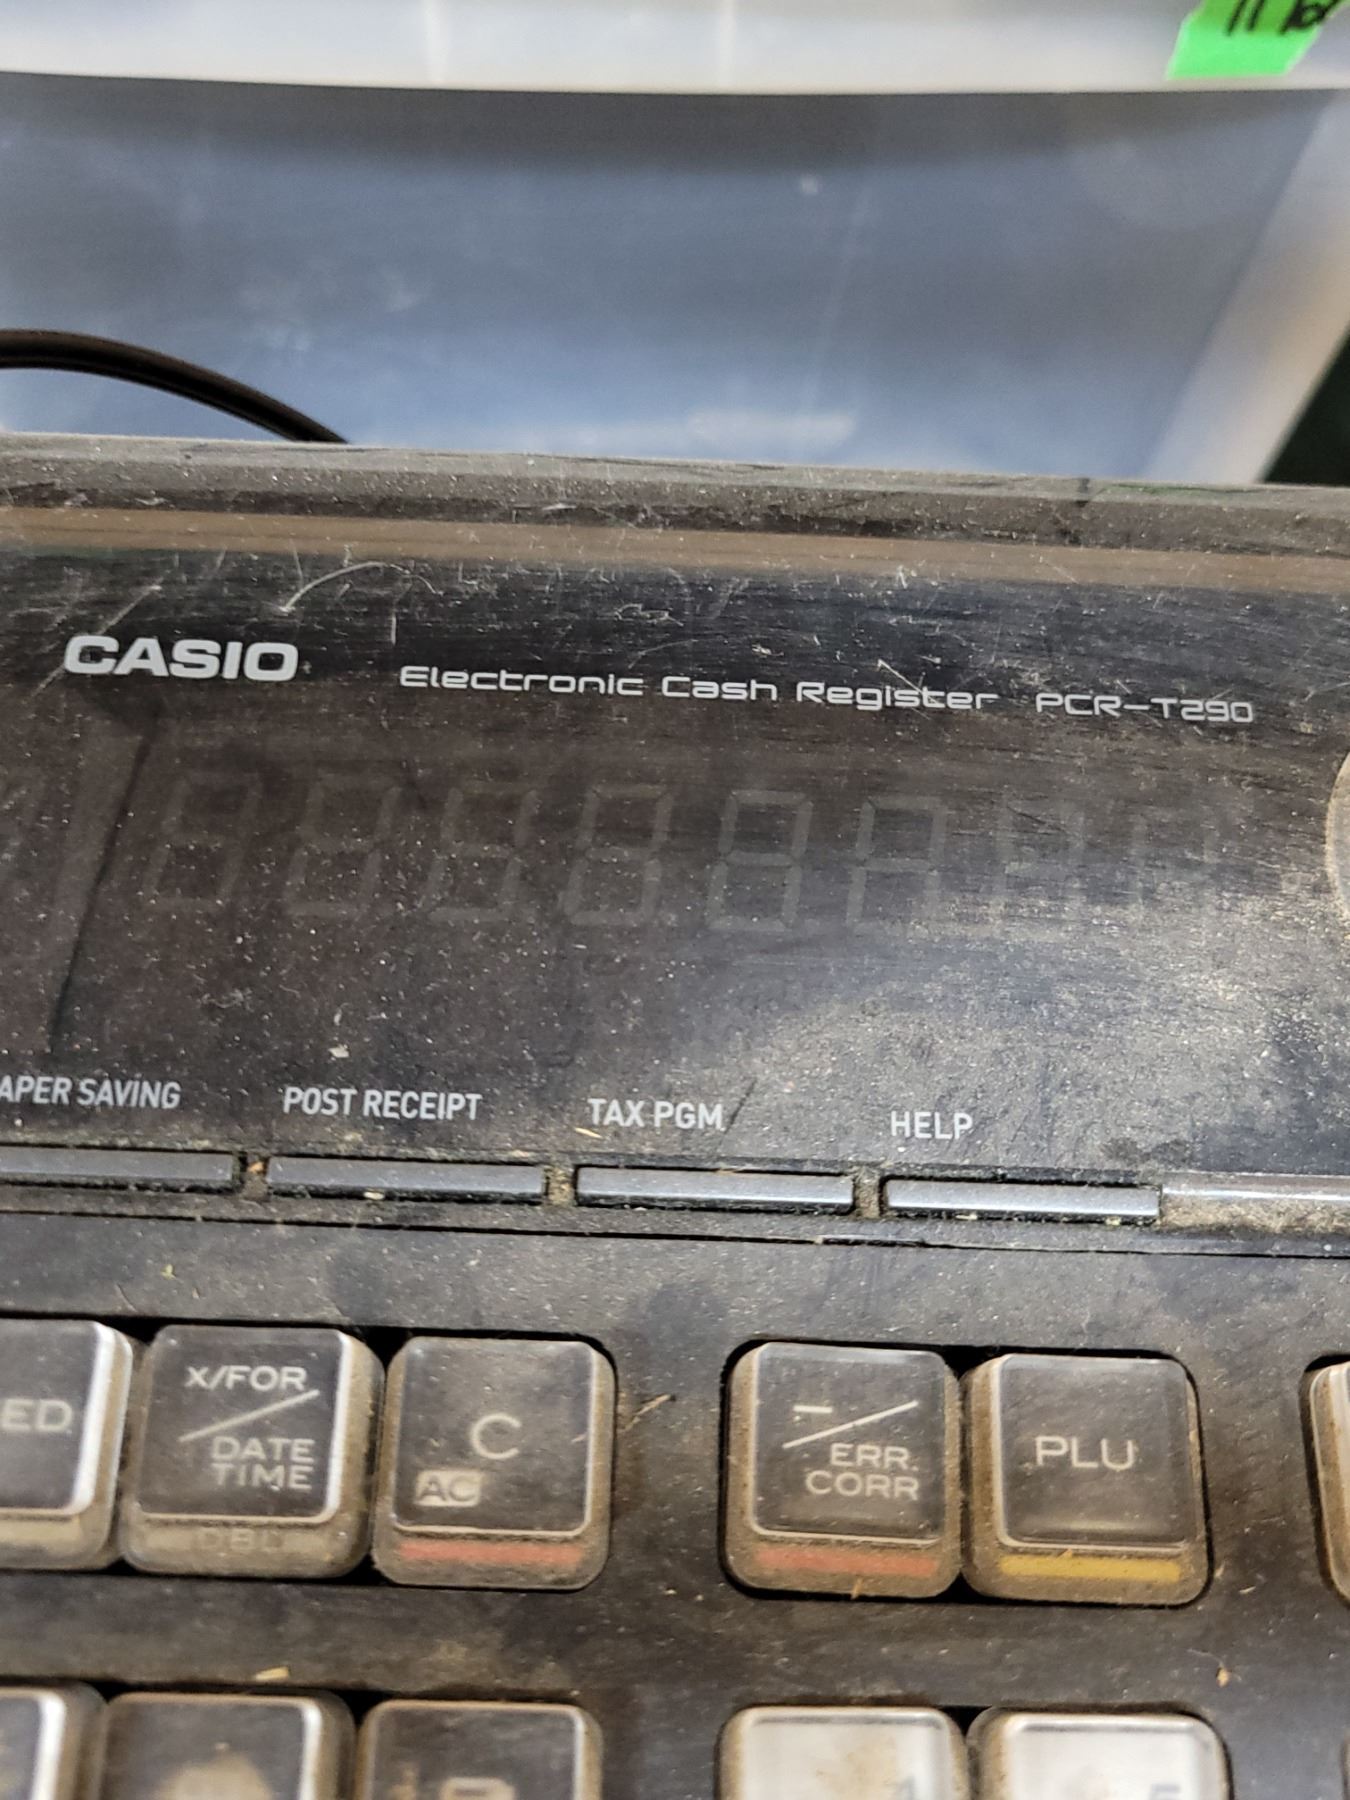 CASIO Electronic Cash Register PCR-T290
APER SAVING POST RECEIPT TAX PGM HELP
ED
X/FOR
DATE
TIME
C
AC
−
ERR.
CORR
PLU